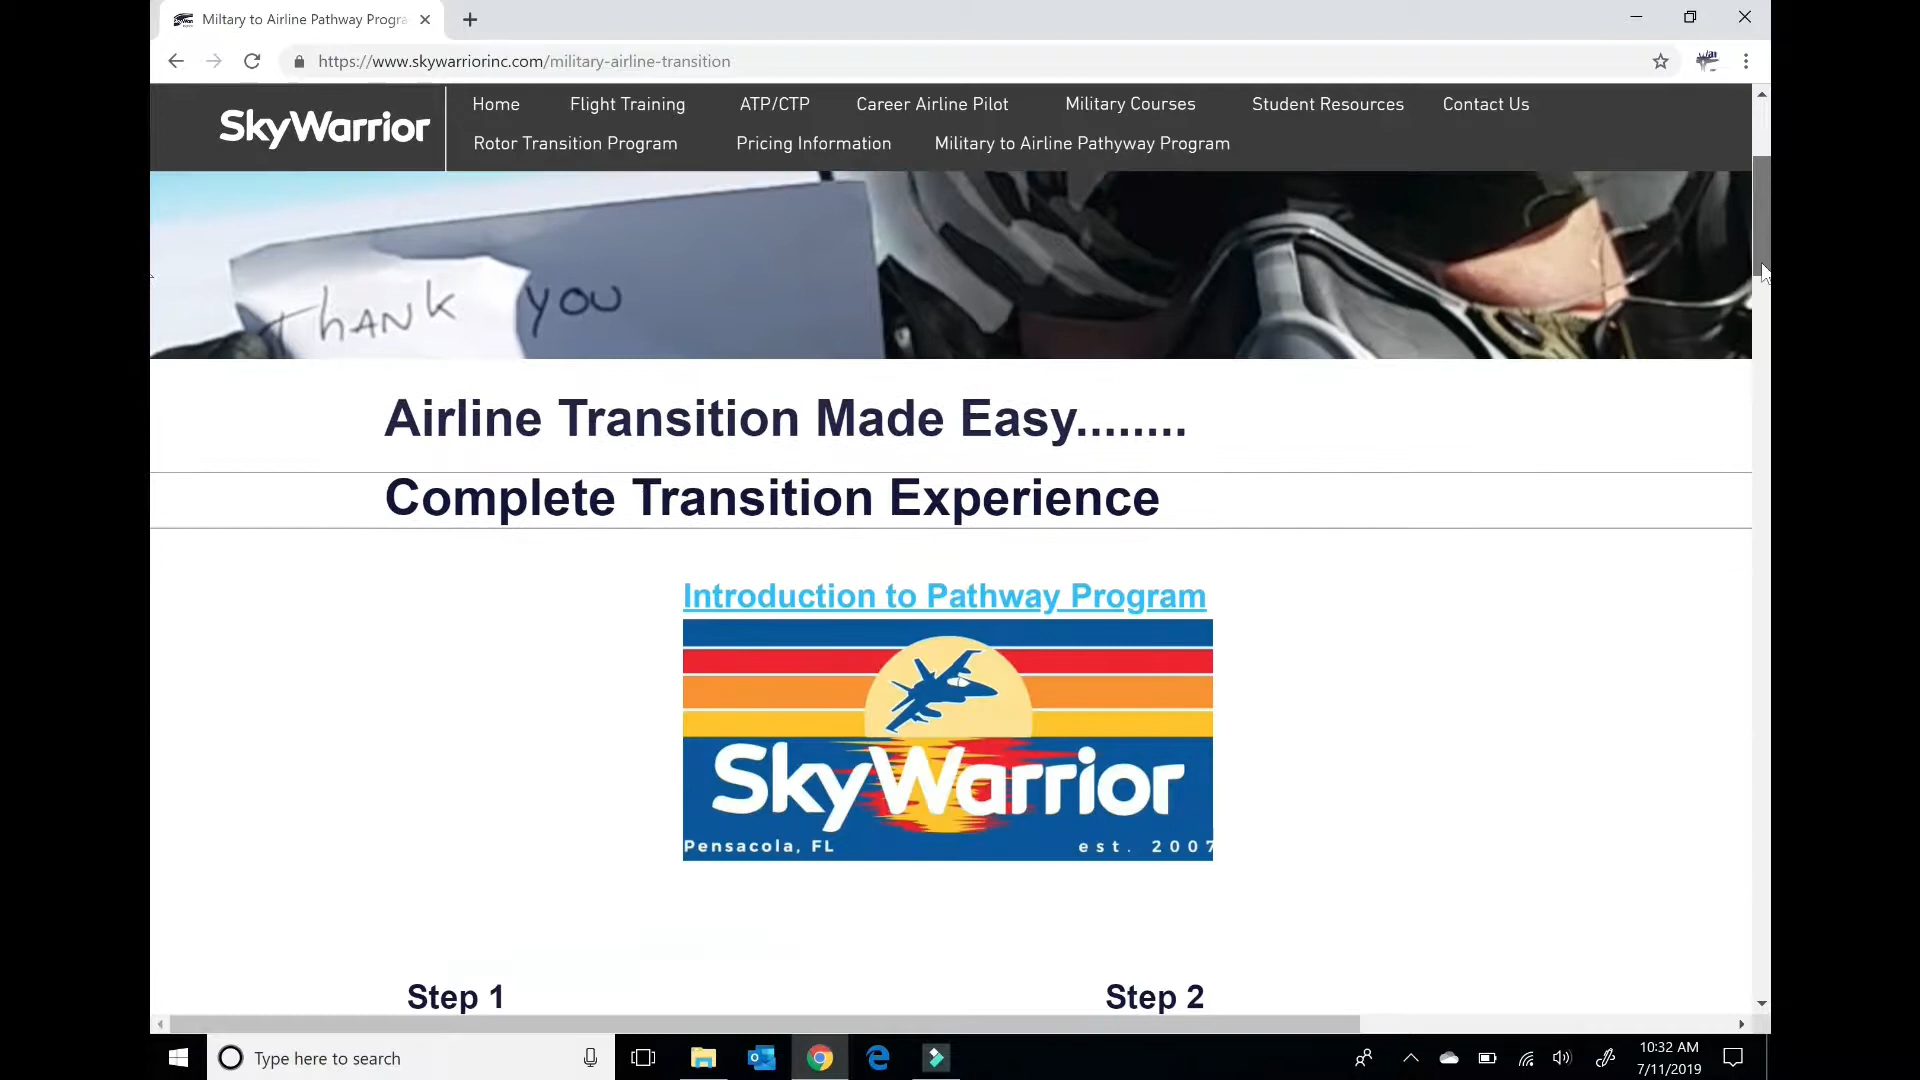 Miltary to Airline Pathway Progra
https://www.skywarriorinc.com/military-airline-transition
SkyWarrior
Home
Flight Training
ATP/CTP
Career Airline Pilot
Military Courses
Student Resources
Contact Us
Rotor Transition Program
Pricing Information
Military to Airline Pathyway Program
THANK YOU
Airline Transition Made Easy........
Complete Transition Experience
Introduction to Pathway Program
SkyWarrior
Pensacola, FL
est. 2007
Step 1
Step 2
Type here to search
10:32 AM
7/11/2019